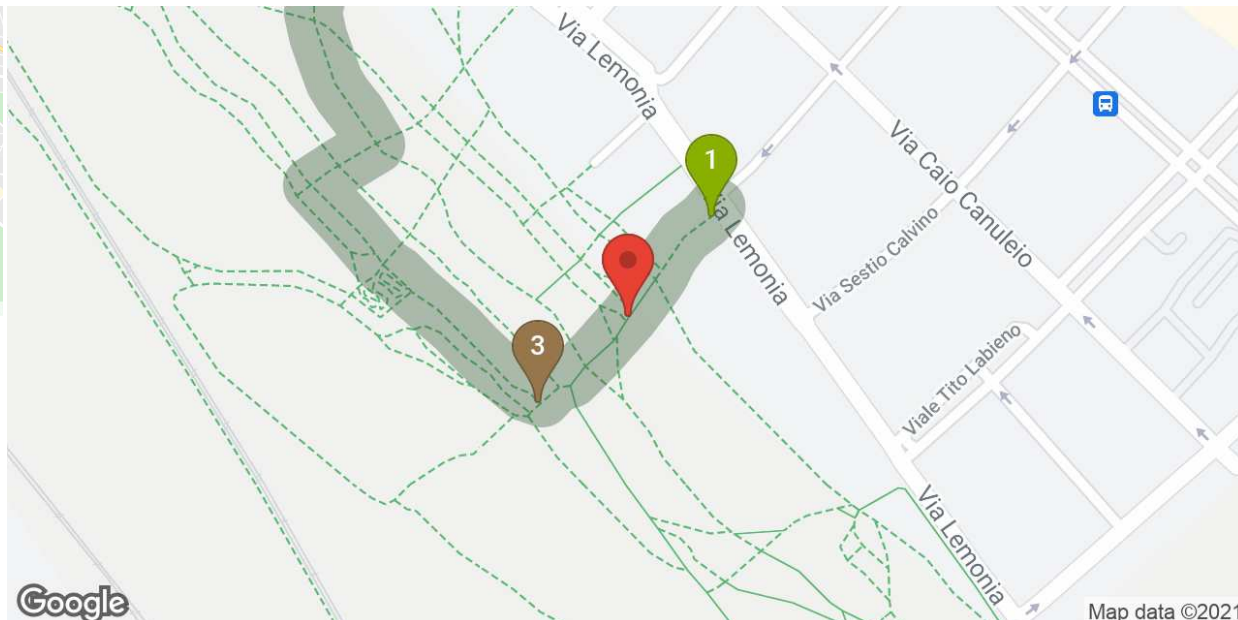 Via Lemonia
Via Caio Canuleio
1
Via Lemonia
Via Sestio Calvino
3
Viale Tito Labieno
Via Lemonia
Google
Map data ©2021